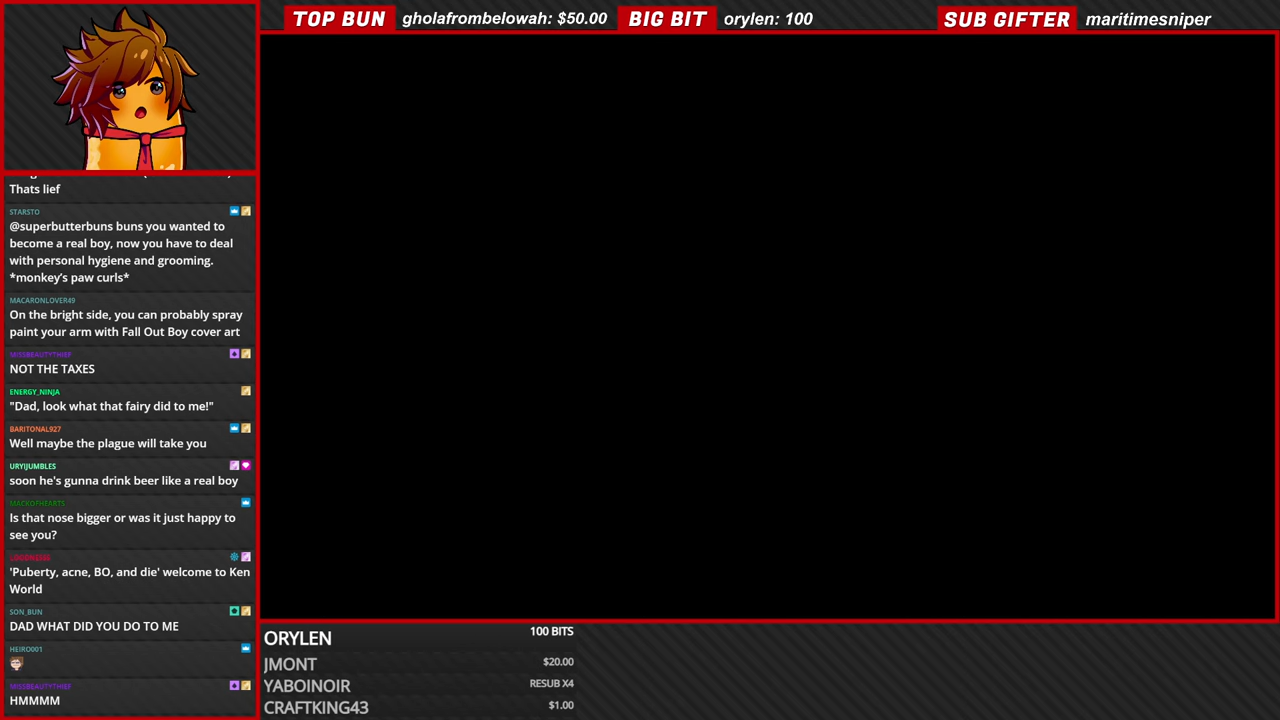 TOP BUN gholafrombelowah: $50.00 BIG BIT orylen: 100 SUB GIFTER maritimesniper
Thats lief
STARSTO
@superbutterbuns buns you wanted to
become a real boy, now you have to deal
with personal hygiene and grooming.
*monkey's paw curls*
MACARONLOVER49
On the bright side, you can probably spray
paint your arm with Fall Out Boy cover art
MISSBEAUTYTHIEF
NOT THE TAXES
ENERGY_NINJA
"Dad, look what that fairy did to me!"
BARITONAL927
Well maybe the plague will take you
URYIJUMBLES
soon he's gunna drink beer like a real boy
MACKOFHEARTS
Is that nose bigger or was it just happy to
see you?
'Puberty, acne, BO, and die' welcome to Ken
World
SON_BUN
DAD WHAT DID YOU DO TO ME
HEIRO001
MISSBEAUTYTHIEF
HMMMM
ORYLEN 100 BITS
JMONT $20.00
YABOINOIR RESUB X4
CRAFTKING43 $1.00